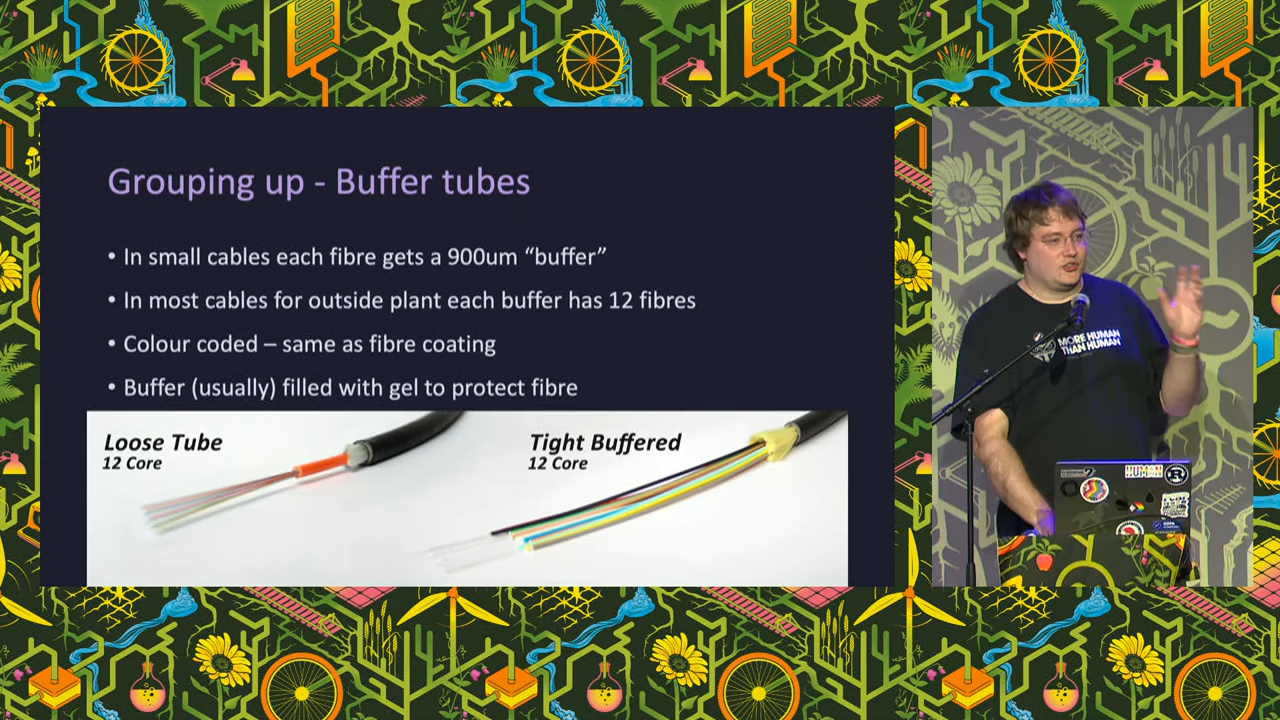 Grouping up - Buffer tubes
• In small cables each fibre gets a 900um “buffer”
• In most cables for outside plant each buffer has 12 fibres
• Colour coded – same as fibre coating
• Buffer (usually) filled with gel to protect fibre
Loose Tube
12 Core
Tight Buffered
12 Core
MORE HUMAN
THAN HUMAN
HUMAN